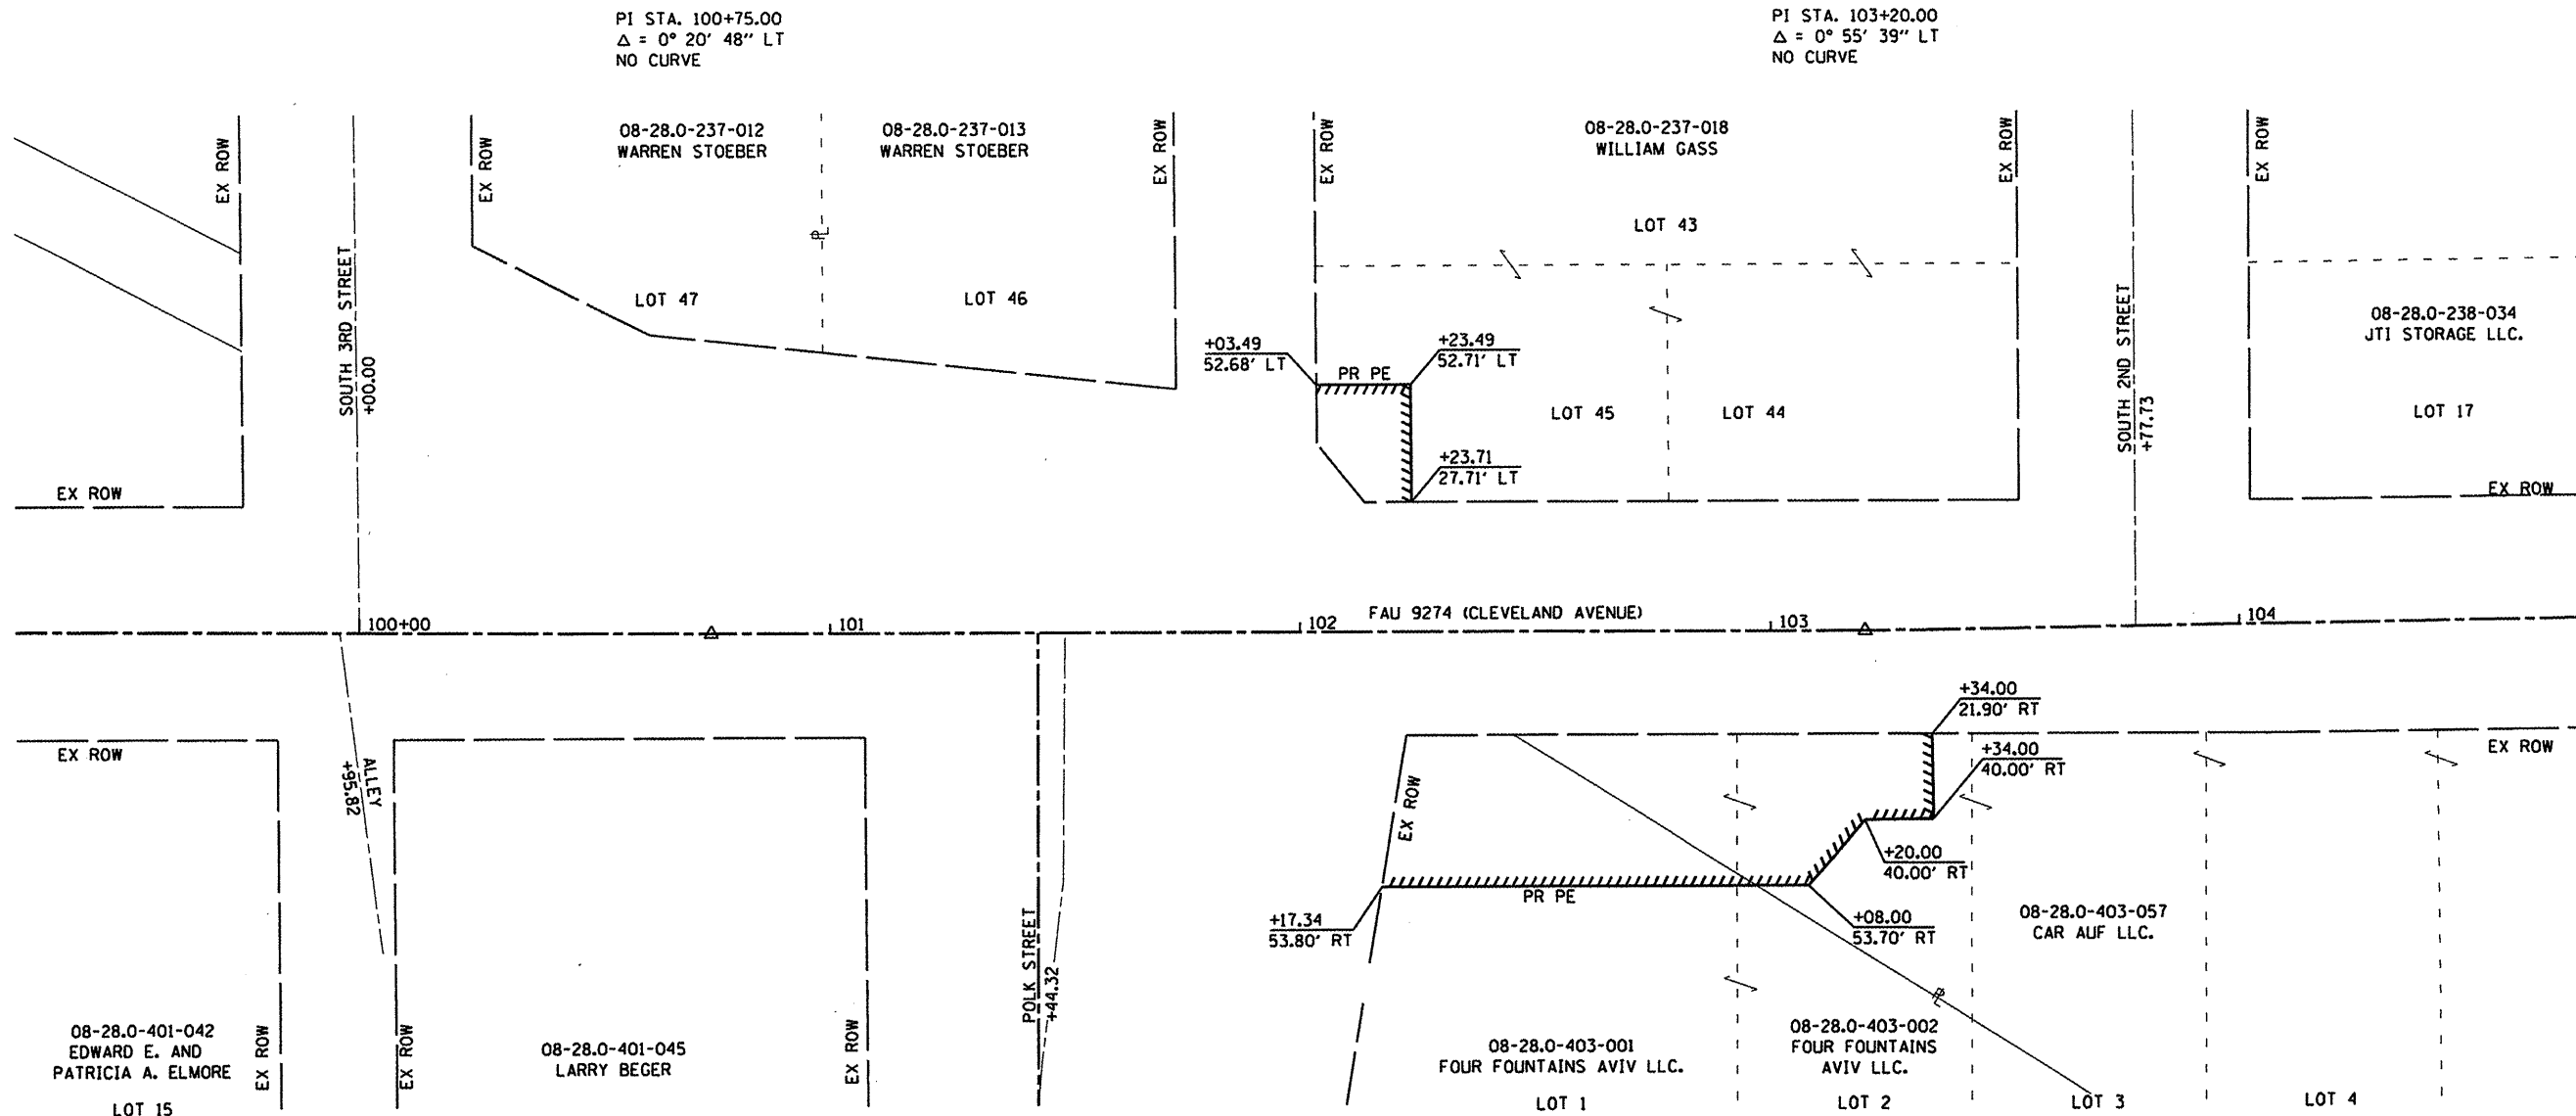 PI STA. 100+75.00
Δ = 0° 20' 48" LT
NO CURVE
PI STA. 103+20.00
Δ = 0° 55' 39" LT
NO CURVE
EX ROW
EX ROW
08-28.0-237-012
WARREN STOEBER
08-28.0-237-013
WARREN STOEBER
EX ROW
EX ROW
08-28.0-237-018
WILLIAM GASS
EX ROW
EX ROW
LOT 43
SOUTH 3RD STREET
+00.00
PL
LOT 47
LOT 46
SOUTH 2ND STREET
+77.73
08-28.0-238-034
JTI STORAGE LLC.
+03.49
52.68' LT
PR PE
+23.49
52.71' LT
LOT 45
LOT 44
LOT 17
+23.71
27.71' LT
EX ROW
EX ROW
100+00
101
102
FAU 9274 (CLEVELAND AVENUE)
103
104
+34.00
21.90' RT
EX ROW
ALLEY
+95.82
EX ROW
+34.00
40.00' RT
EX ROW
+20.00
40.00' RT
PR PE
+17.34
53.80' RT
+08.00
53.70' RT
08-28.0-403-057
CAR AUF LLC.
POLK STREET
+44.32
PL
08-28.0-401-042
EDWARD E. AND
PATRICIA A. ELMORE
LOT 15
EX ROW
EX ROW
08-28.0-401-045
LARRY BEGER
EX ROW
08-28.0-403-001
FOUR FOUNTAINS AVIV LLC.
LOT 1
08-28.0-403-002
FOUR FOUNTAINS
AVIV LLC.
LOT 2
LOT 3
LOT 4